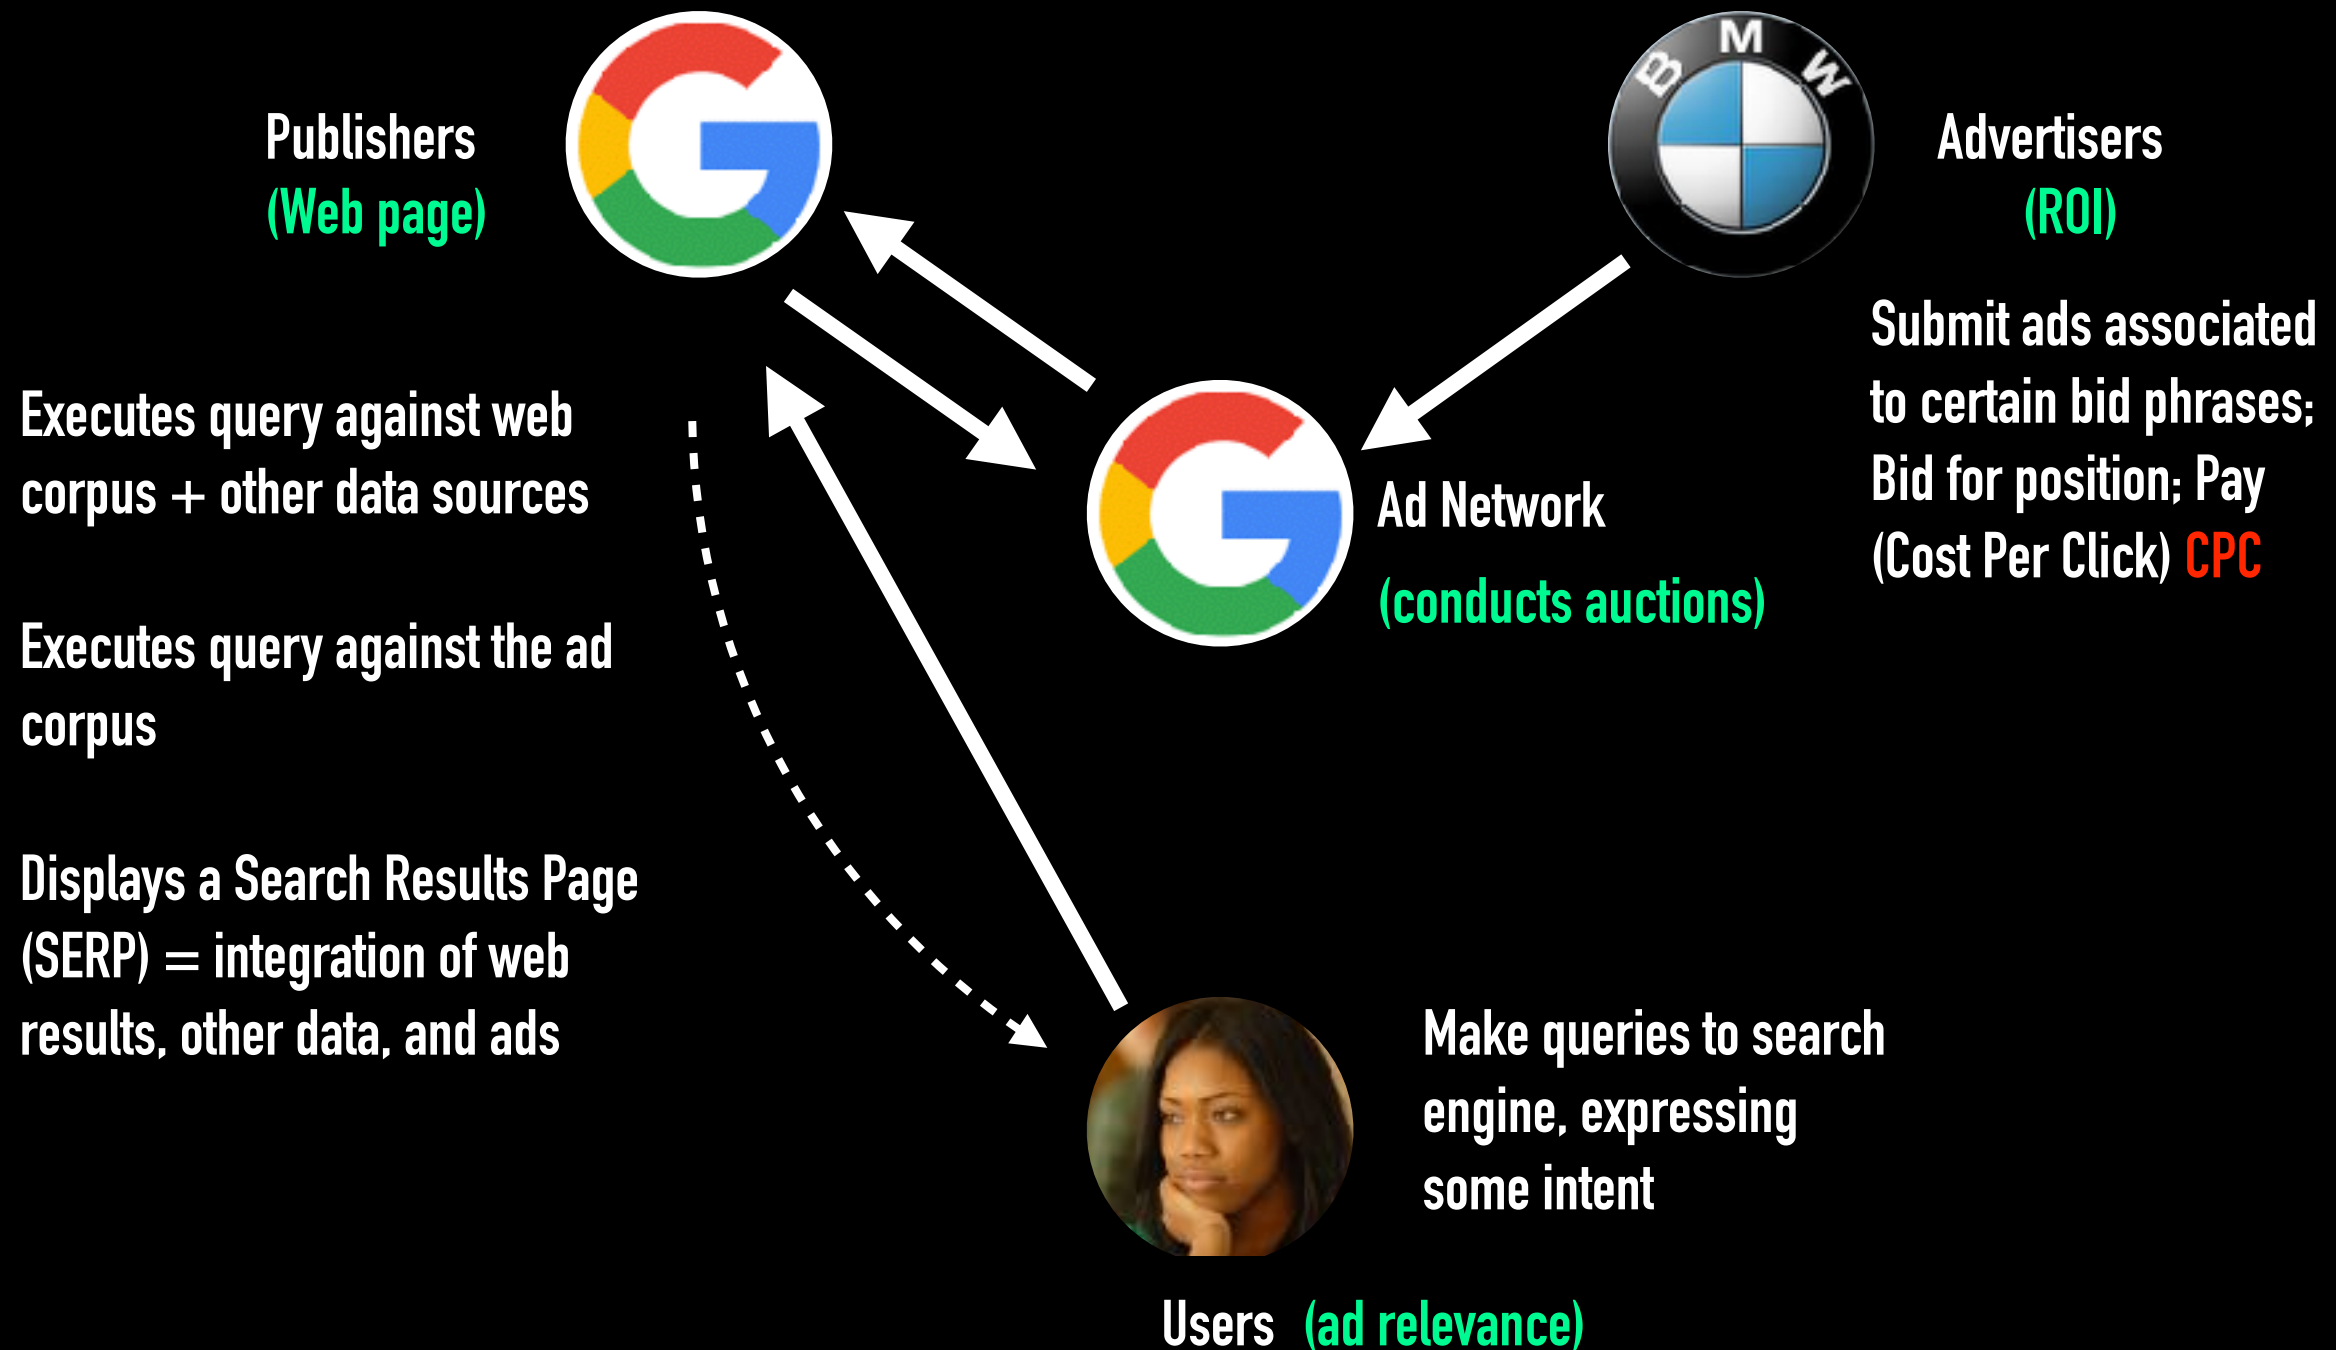 Publishers
(Web page)
BMW
Advertisers
(ROI)
Submit ads associated
to certain bid phrases;
Bid for position; Pay
(Cost Per Click) CPC
Executes query against web
corpus + other data sources
Executes query against the ad
corpus
Displays a Search Results Page
(SERP) = integration of web
results, other data, and ads
G
G
Ad Network
(conducts auctions)
Make queries to search
engine, expressing
some intent
Users (ad relevance)